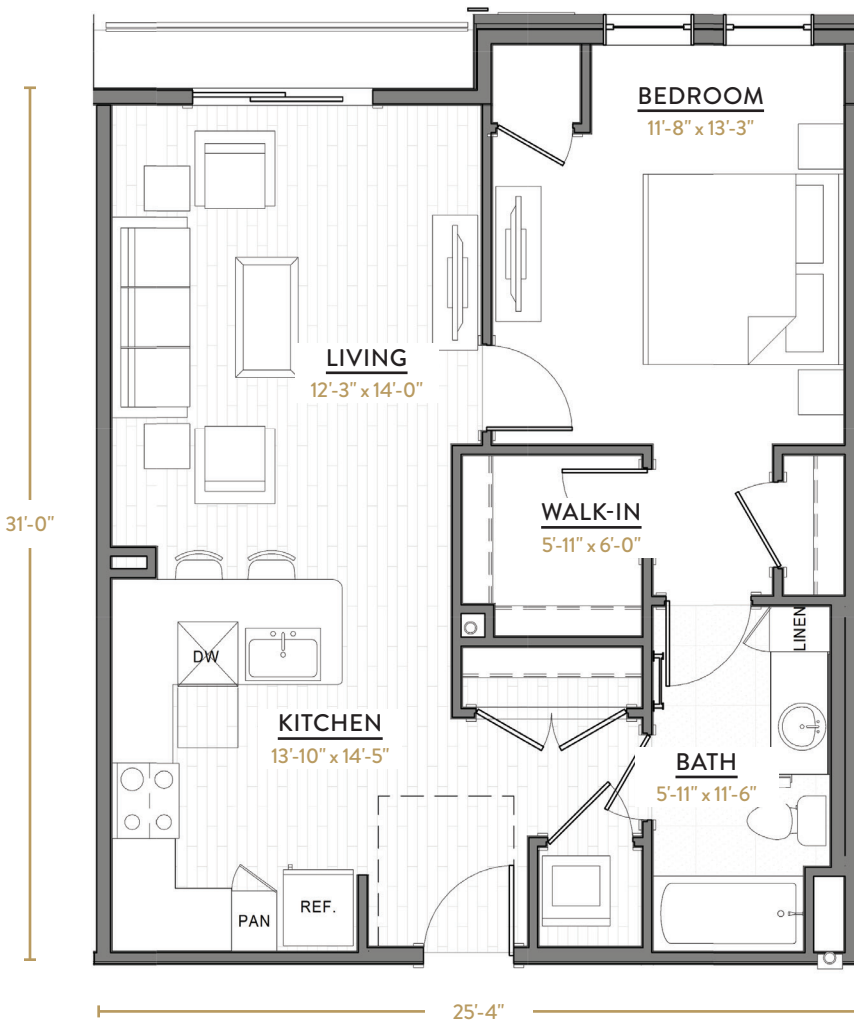 BEDROOM
11'-8" x 13'-3"
LIVING
12'-3" x 14'-0"
31'-0"
WALK-IN
5'-11" x 6'-0"
LINEN
DW
KITCHEN
13'-10" x 14'-5"
BATH
5'-11" x 11'-6"
PAN
REF.
25'-4"